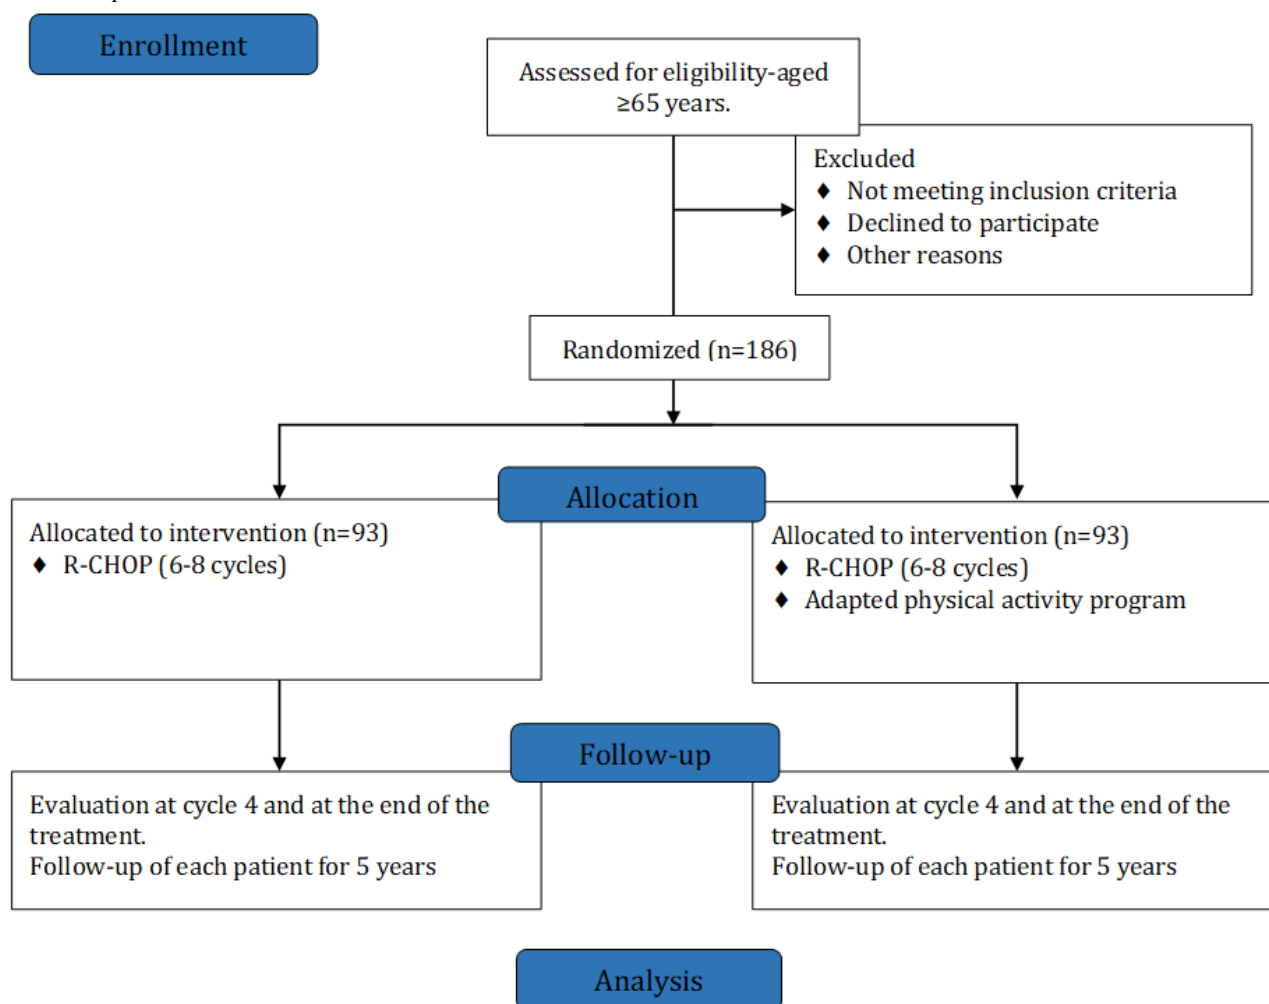 Enrollment
Assessed for eligibility-aged
≥65 years.
Excluded
♦ Not meeting inclusion criteria
♦ Declined to participate
♦ Other reasons
Randomized (n=186)
Allocation
Allocated to intervention (n=93)
♦ R-CHOP (6-8 cycles)
Allocated to intervention (n=93)
♦ R-CHOP (6-8 cycles)
♦ Adapted physical activity program
Follow-up
Evaluation at cycle 4 and at the end of the
treatment.
Follow-up of each patient for 5 years
Evaluation at cycle 4 and at the end of the
treatment.
Follow-up of each patient for 5 years
Analysis